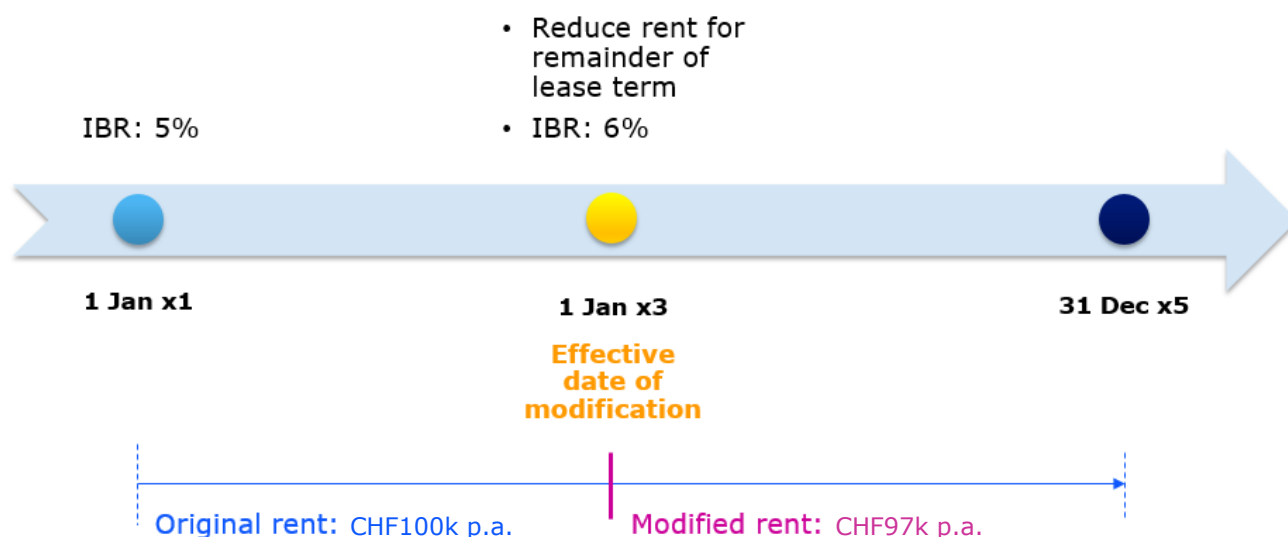 • Reduce rent for
remainder of
lease term
IBR: 5%
• IBR: 6%
1 Jan x1
1 Jan x3
31 Dec x5
Effective
date of
modification
Original rent: CHF100k p.a.
Modified rent: CHF97k p.a.